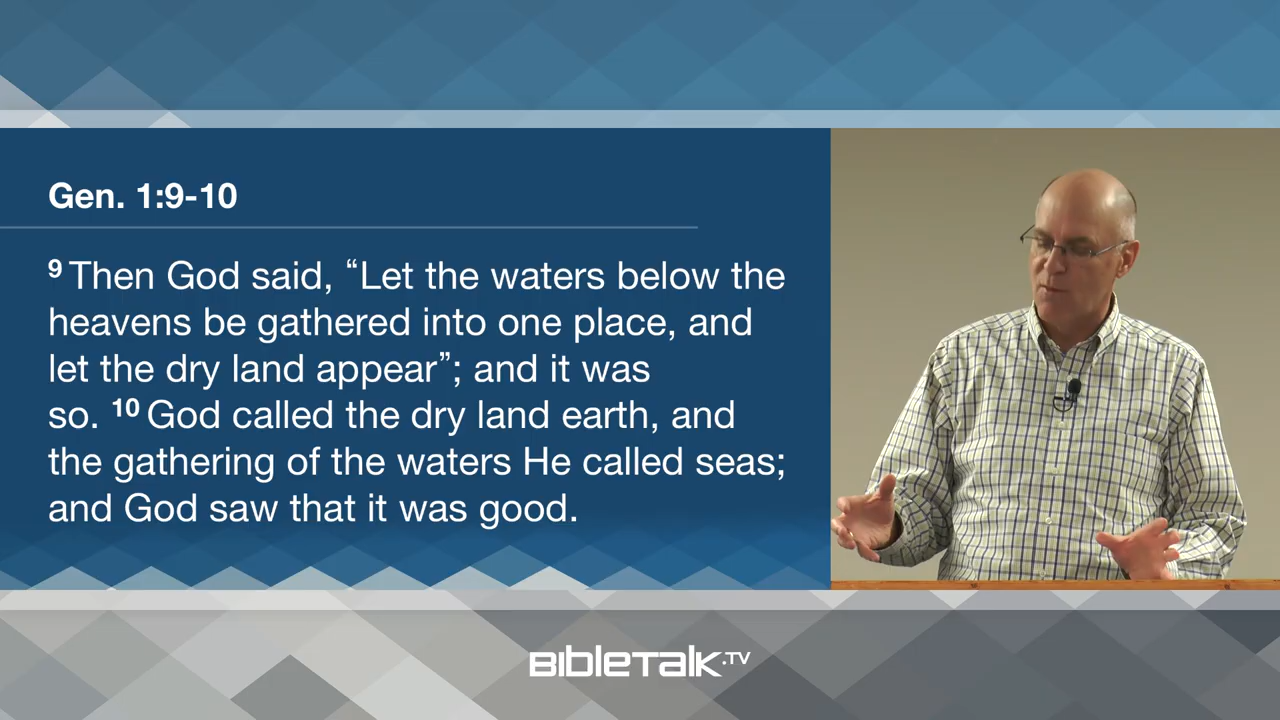 Gen. 1:9-10
9 Then God said, “Let the waters below the
heavens be gathered into one place, and
let the dry land appear”; and it was
so. 10 God called the dry land earth, and
the gathering of the waters He called seas;
and God saw that it was good.
BIBLETALK.TV